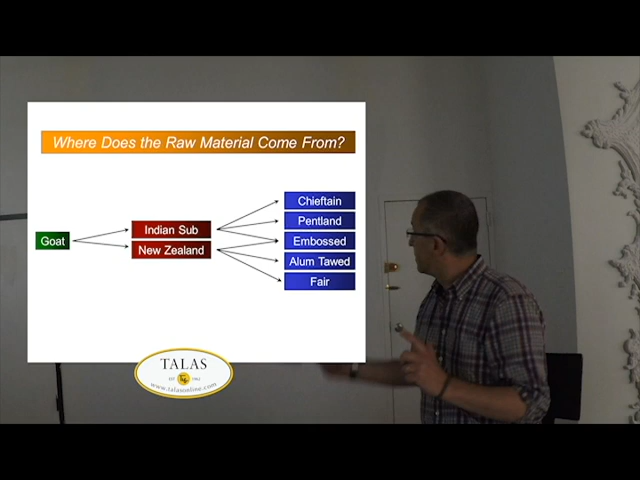 Where Does the Raw Material Come From?
Goat
Indian Sub
New Zealand
Chieftain
Pentland
Embossed
Alum Tawed
Fair
TALAS
www.talasonline.com